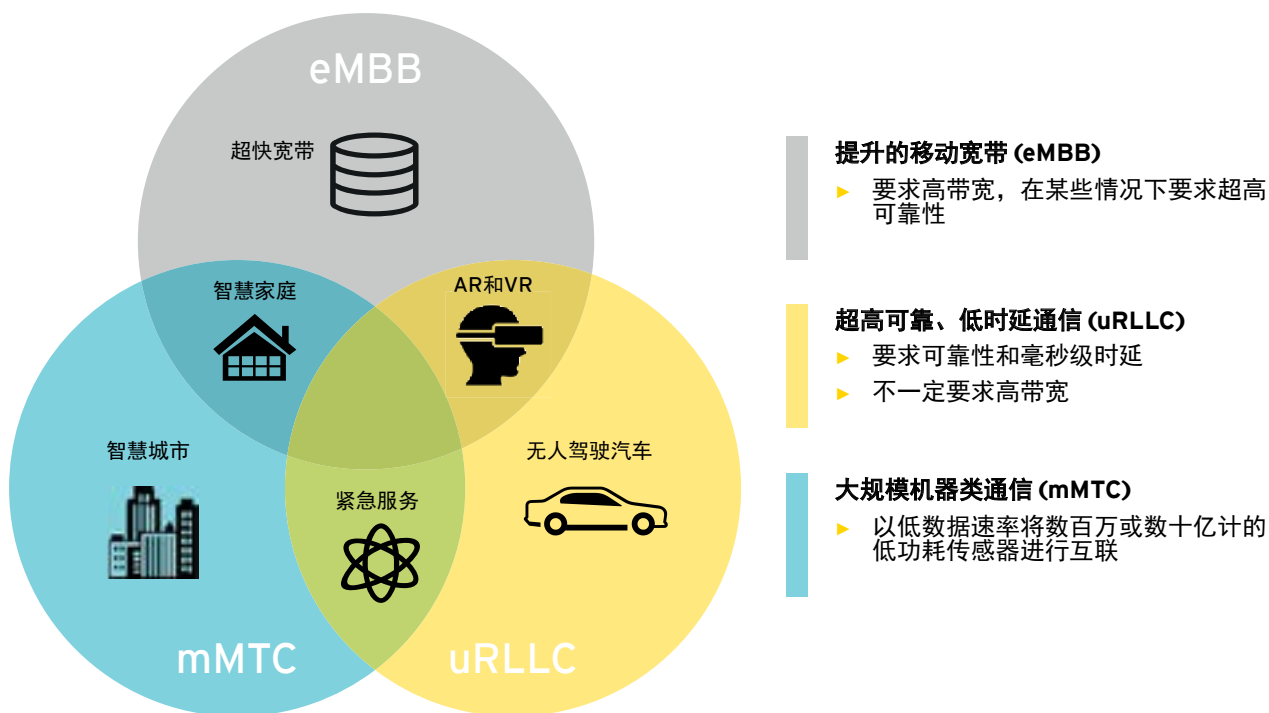 eMBB
超快宽带
智慧家庭
AR和VR
智慧城市
无人驾驶汽车
紧急服务
mMTC
uRLLC
提升的移动宽带 (eMBB)
► 要求高带宽，在某些情况下要求超高
可靠性
超高可靠、低时延通信 (uRLLC)
► 要求可靠性和毫秒级时延
► 不一定要求高带宽
大规模机器类通信 (mMTC)
► 以低数据速率将数百万或数十亿计的
低功耗传感器进行互联